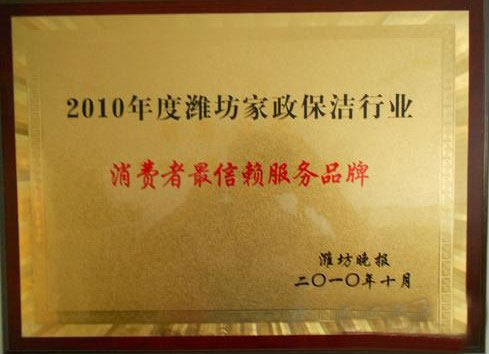 2010年度潍坊家政保洁行业
消费者最信赖服务品牌
潍坊晚报
二〇一〇年十月